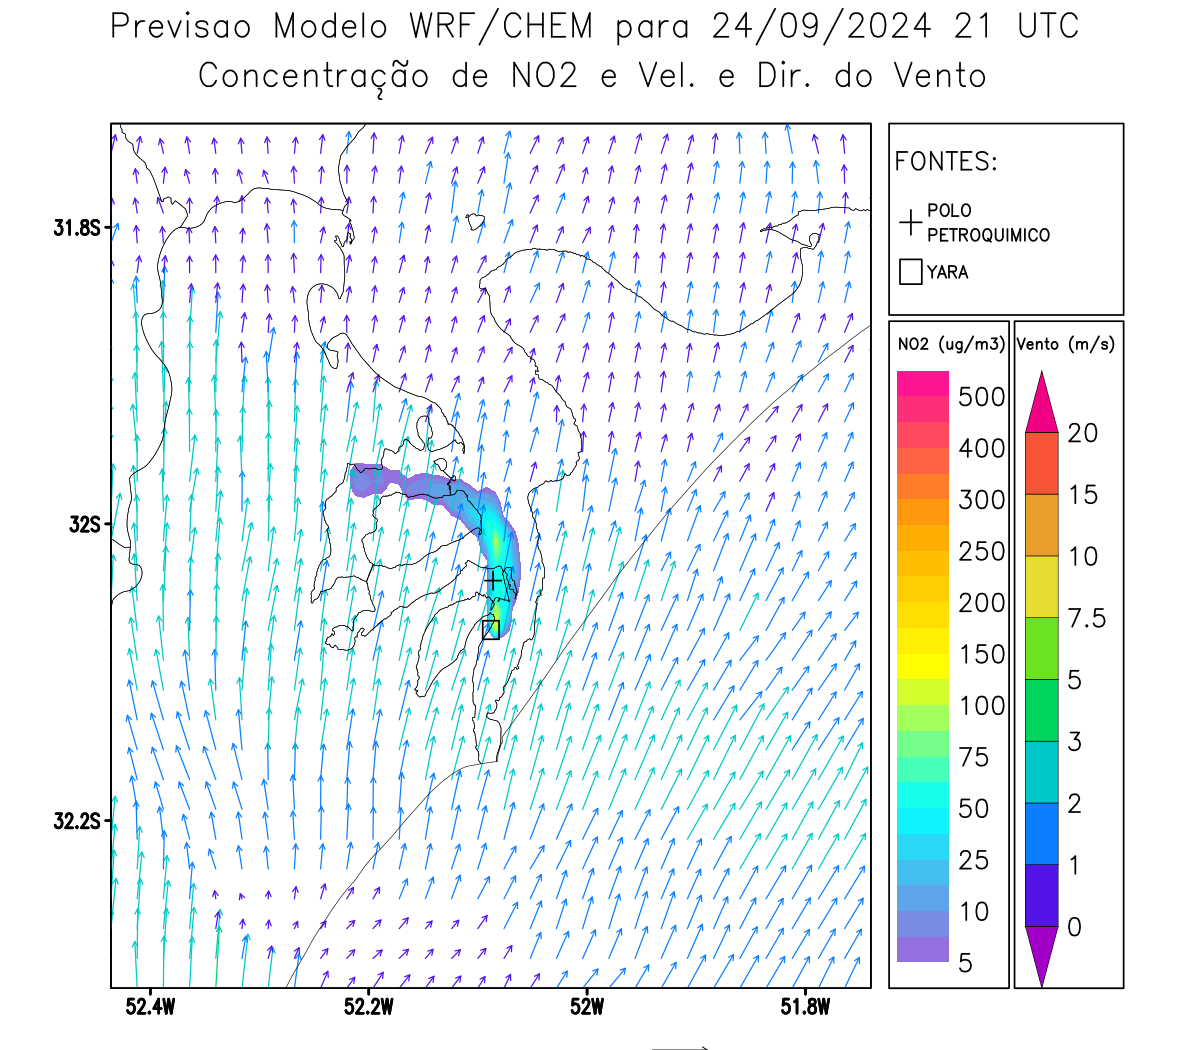 Previsao Modelo WRF/CHEM para 24/09/2024 21 UTC
Concentração de NO2 e Vel. e Dir. do Vento
FONTES:
POLO
PETROQUIMICO
YARA
31.8S
32S
32.2S
52.4W
52.2W
52W
51.8W
NO2 (ug/m3)
500
400
300
250
200
150
100
75
50
25
10
5
Vento (m/s)
20
15
10
7.5
5
3
2
1
0